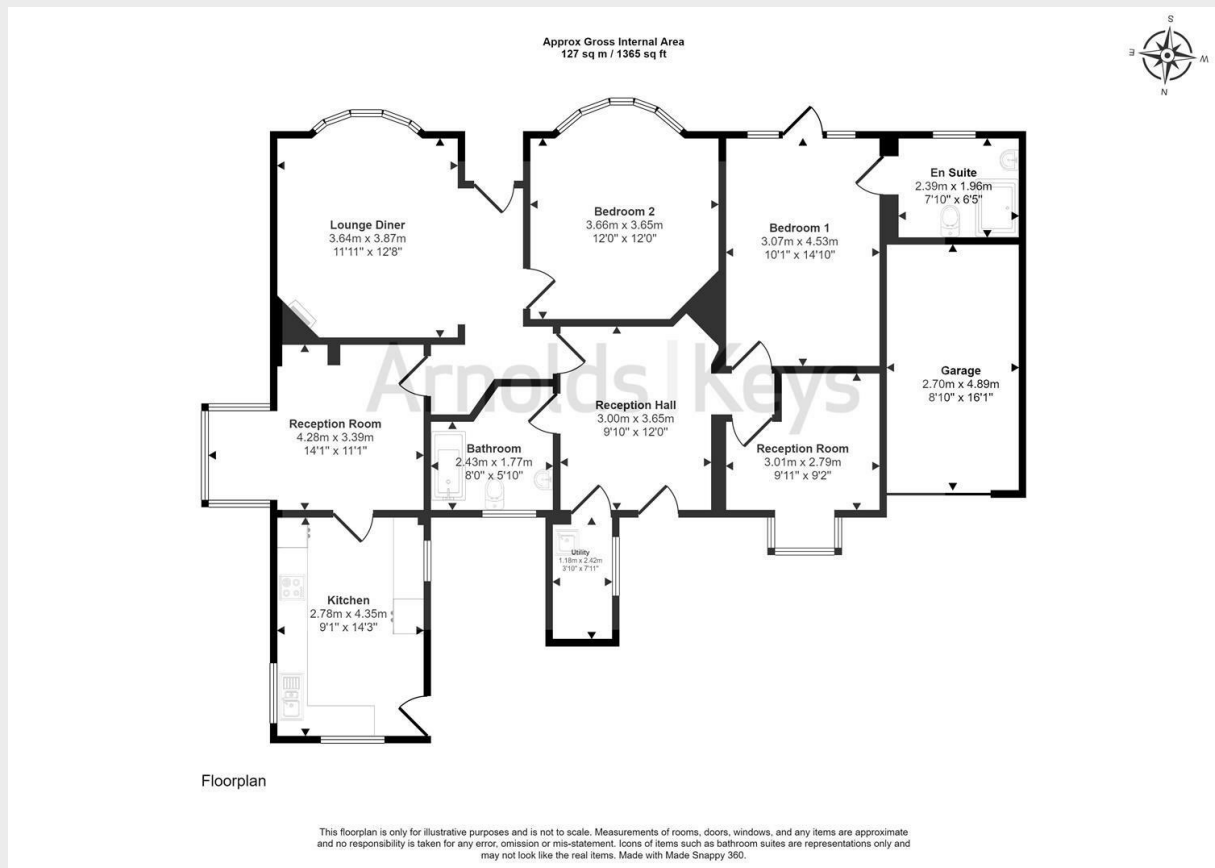 Approx Gross Internal Area
127 sq m / 1365 sq ft
S
E
W
N
En Suite
2.39m x 1.96m
7'10" x 6'5"
Lounge Diner
3.64m x 3.87m
11'11" x 12'8"
Bedroom 2
3.66m x 3.65m
12'0" x 12'0"
Bedroom 1
3.07m x 4.53m
10'1" x 14'10"
Garage
2.70m x 4.89m
8'10" x 16'1"
Arnolds | Keys
Reception Room
4.28m x 3.39m
14'1" x 11'1"
Bathroom
2.43m x 1.77m
8'0" x 5'10"
Reception Hall
3.00m x 3.65m
9'10" x 12'0"
Reception Room
3.01m x 2.79m
9'11" x 9'2"
Utility
1.18m x 2.42m
3'10" x 7'11"
Kitchen
2.78m x 4.35m
9'1" x 14'3"
Floorplan
This floorplan is only for illustrative purposes and is not to scale. Measurements of rooms, doors, windows, and any items are approximate
and no responsibility is taken for any error, omission or mis-statement. Icons of items such as bathroom suites are representations only and
may not look like the real items. Made with Made Snappy 360.